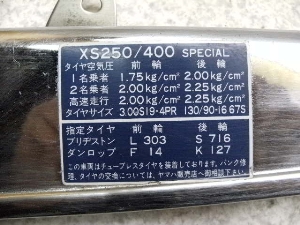 XS250/400 SPECIAL
タイヤ空気圧 前輪 後輪
1名乗者 1.75kg/cm² 2.00kg/cm²
2名乗者 2.00kg/cm² 2.25kg/cm²
高速走行 2.00kg/cm² 2.25kg/cm²
タイヤサイズ 3.00S19-4PR 130/90-16 67S
指定タイヤ 前輪 後輪
ブリヂストン L 303 S 716
ダンロップ F 14 K 127
この車両はチューブレスタイヤを装着しております。パンク修
理、タイヤの交換については、ヤマハ販売店へ御相談下さい。